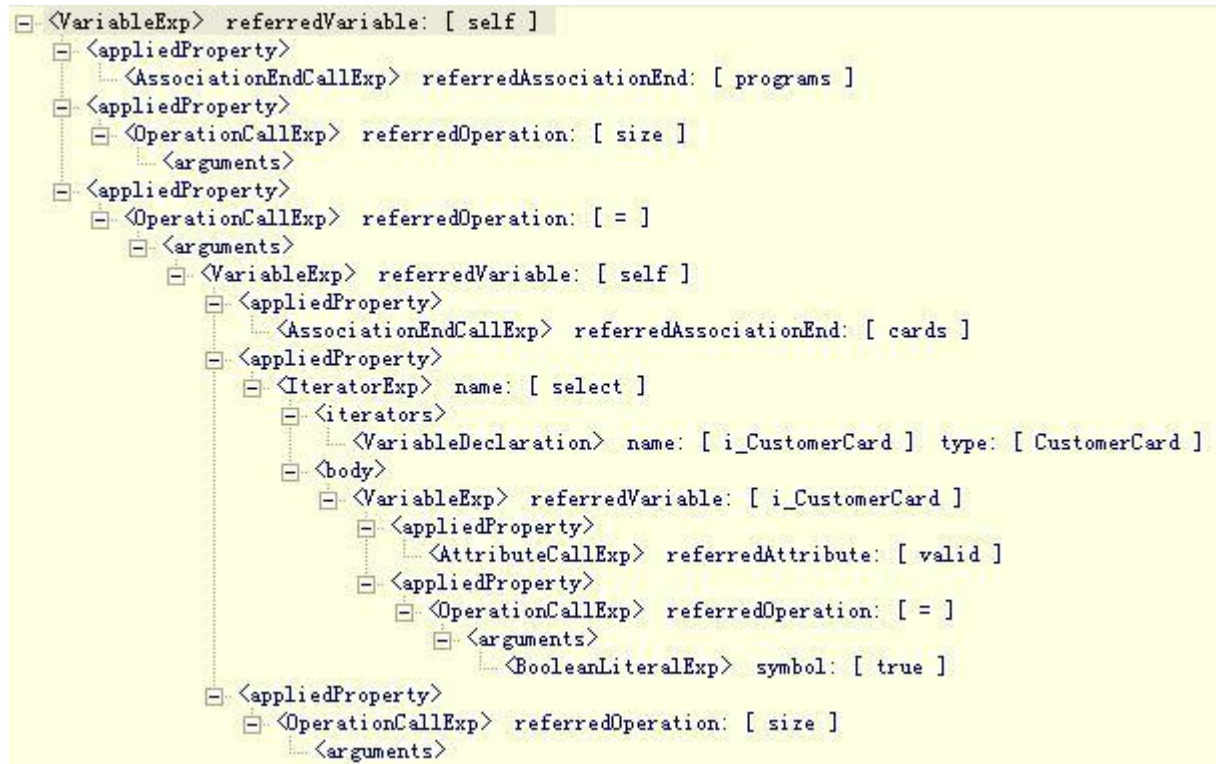 <VariableExp> referredVariable: [ self ]
<appliedProperty>
<AssociationEndCallExp> referredAssociationEnd: [ programs ]
<appliedProperty>
<OperationCallExp> referredOperation: [ size ]
<arguments>
<appliedProperty>
<OperationCallExp> referredOperation: [ = ]
<arguments>
<VariableExp> referredVariable: [ self ]
<appliedProperty>
<AssociationEndCallExp> referredAssociationEnd: [ cards ]
<appliedProperty>
<IteratorExp> name: [ select ]
<iterators>
<VariableDeclaration> name: [ i_CustomerCard ] type: [ CustomerCard ]
<body>
<VariableExp> referredVariable: [ i_CustomerCard ]
<appliedProperty>
<AttributeCallExp> referredAttribute: [ valid ]
<appliedProperty>
<OperationCallExp> referredOperation: [ = ]
<arguments>
<BooleanLiteralExp> symbol: [ true ]
<appliedProperty>
<OperationCallExp> referredOperation: [ size ]
<arguments>